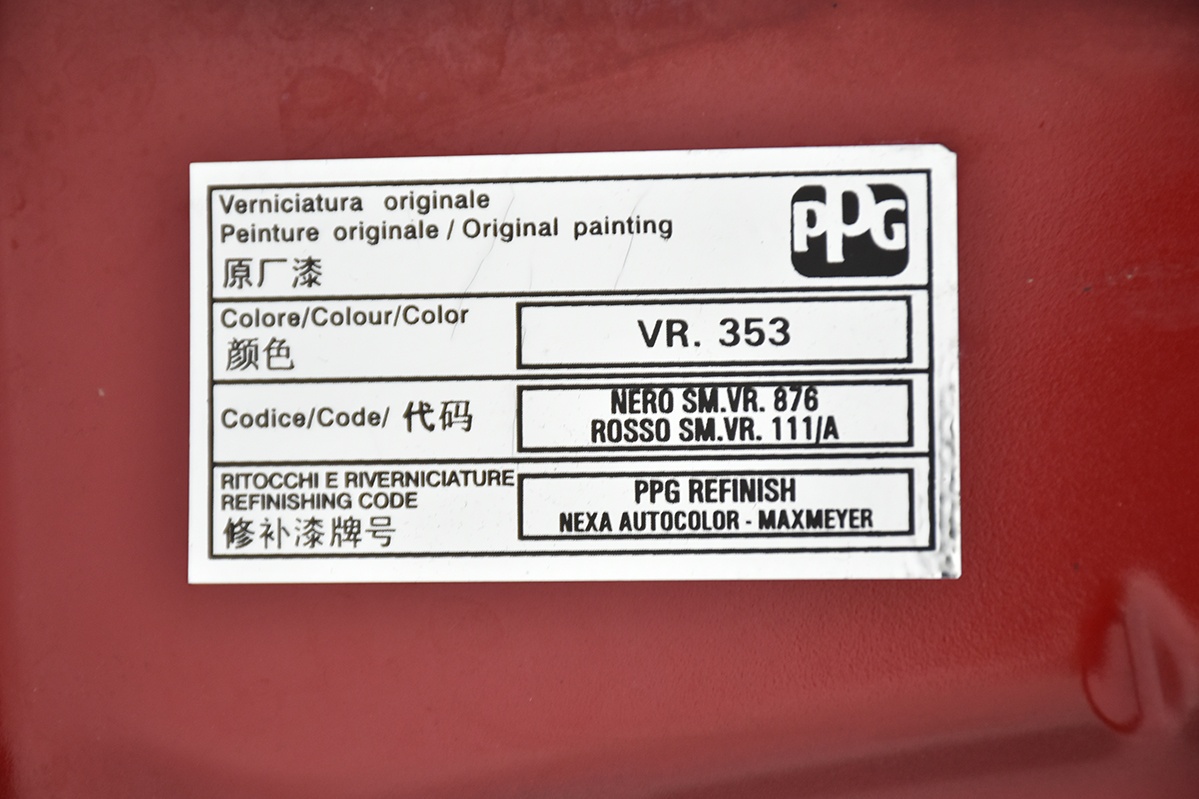 Verniciatura originale
Peinture originale / Original painting
原厂漆
PPG
Colore/Colour/Color
颜色
VR. 353
Codice/Code/ 代码
NERO SM.VR. 876
ROSSO SM.VR. 111/A
RITOCCHI E RIVERNICIATURE
REFINISHING CODE
修补漆牌号
PPG REFINISH
NEXA AUTOCOLOR - MAXMEYER